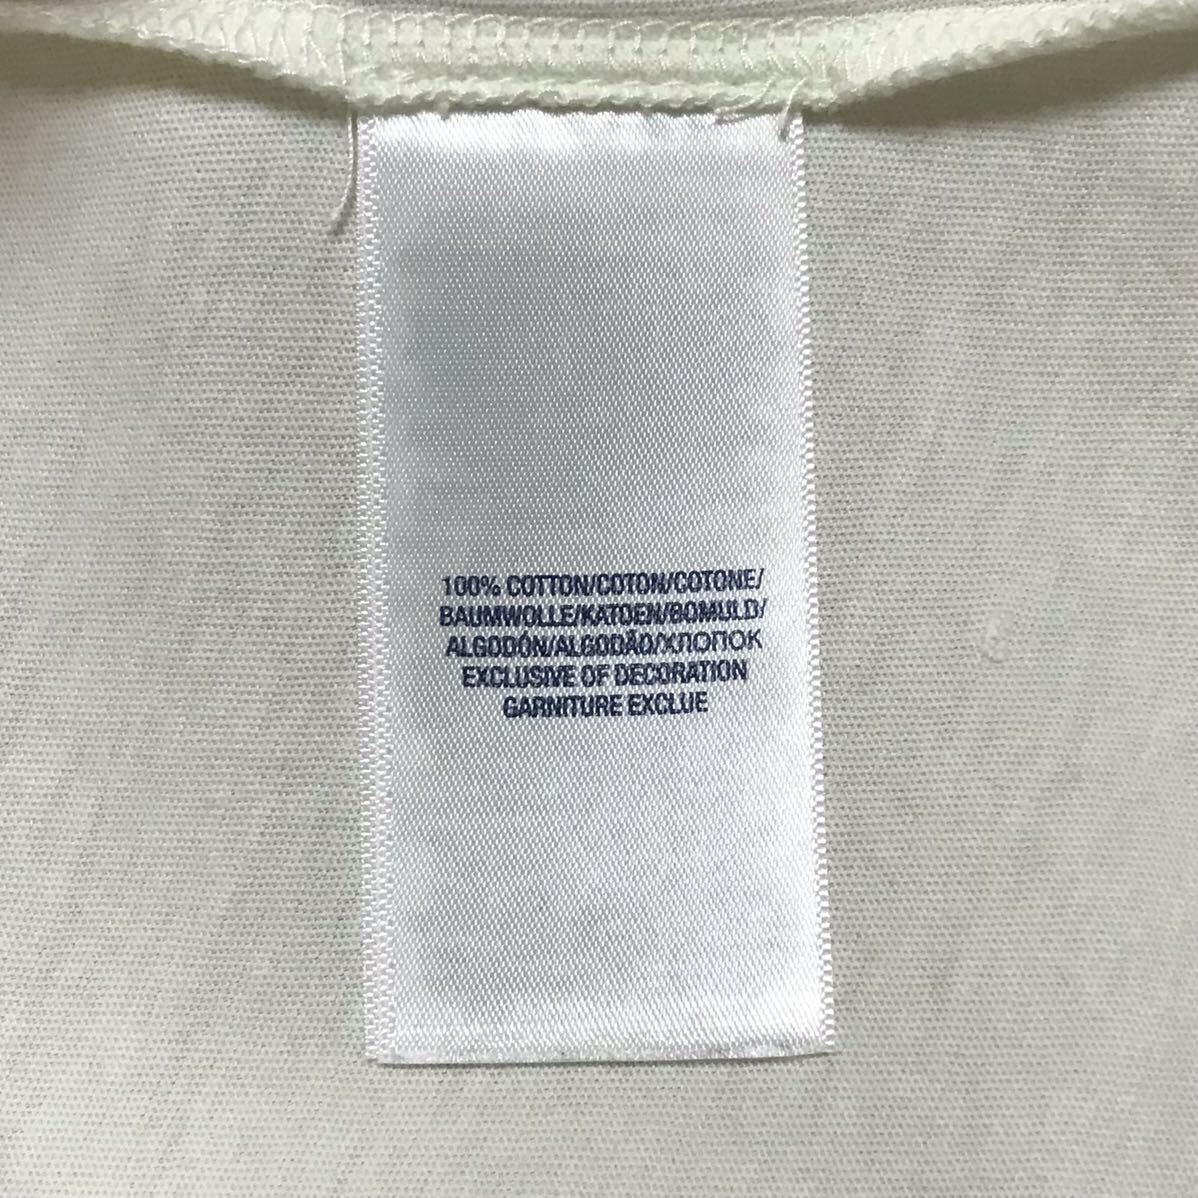 100% COTTON/COTON/COTONE/
BAUMWOLLE/KATOEN/BOMULD/
ALGODÓN/ALGODÃO/ХЛОПОК
EXCLUSIVE OF DECORATION
GARNITURE EXCLUE